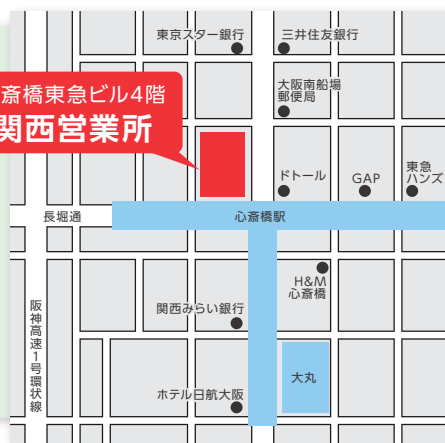 東京スター銀行
三井住友銀行
大阪南船場
郵便局
斎橋東急ビル4階
関西営業所
ドトール
GAP
東急
ハンズ
長堀通
心斎橋駅
H&M
心斎橋
関西みらい銀行
阪神高速1号環状線
大丸
ホテル日航大阪